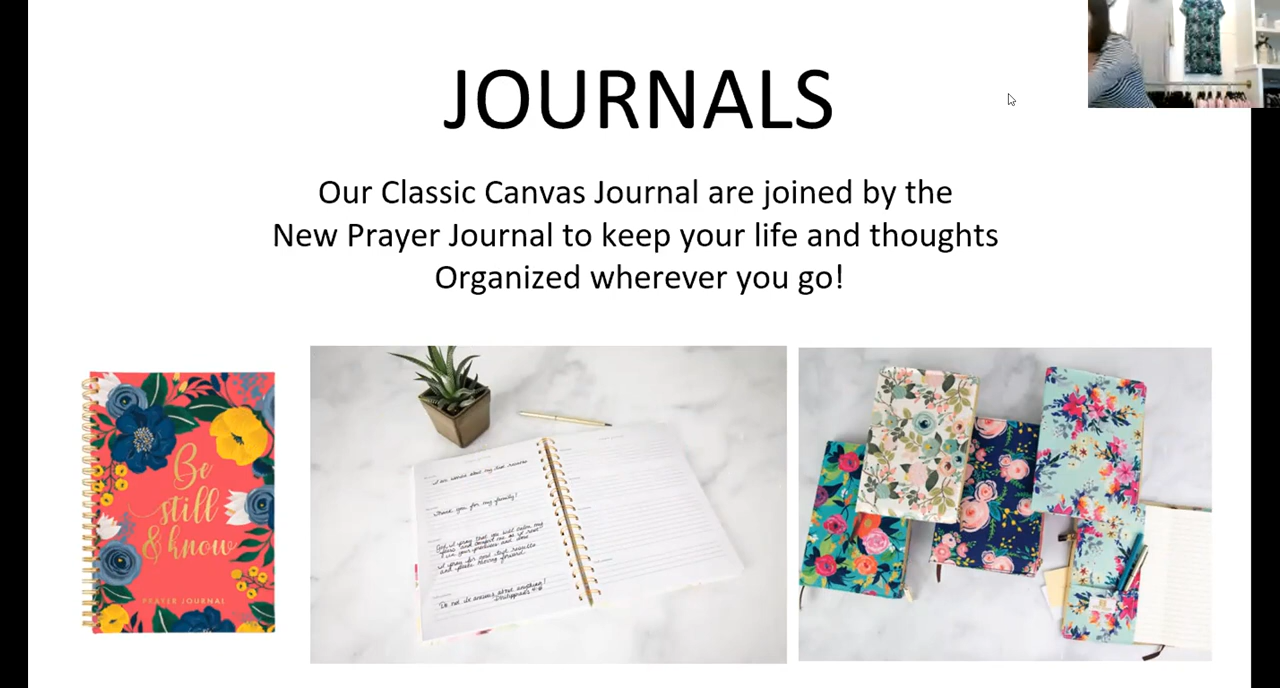 JOURNALS
Our Classic Canvas Journal are joined by the
New Prayer Journal to keep your life and thoughts
Organized wherever you go!
Be
still
& know
PRAYER JOURNAL
Thank you for my family!